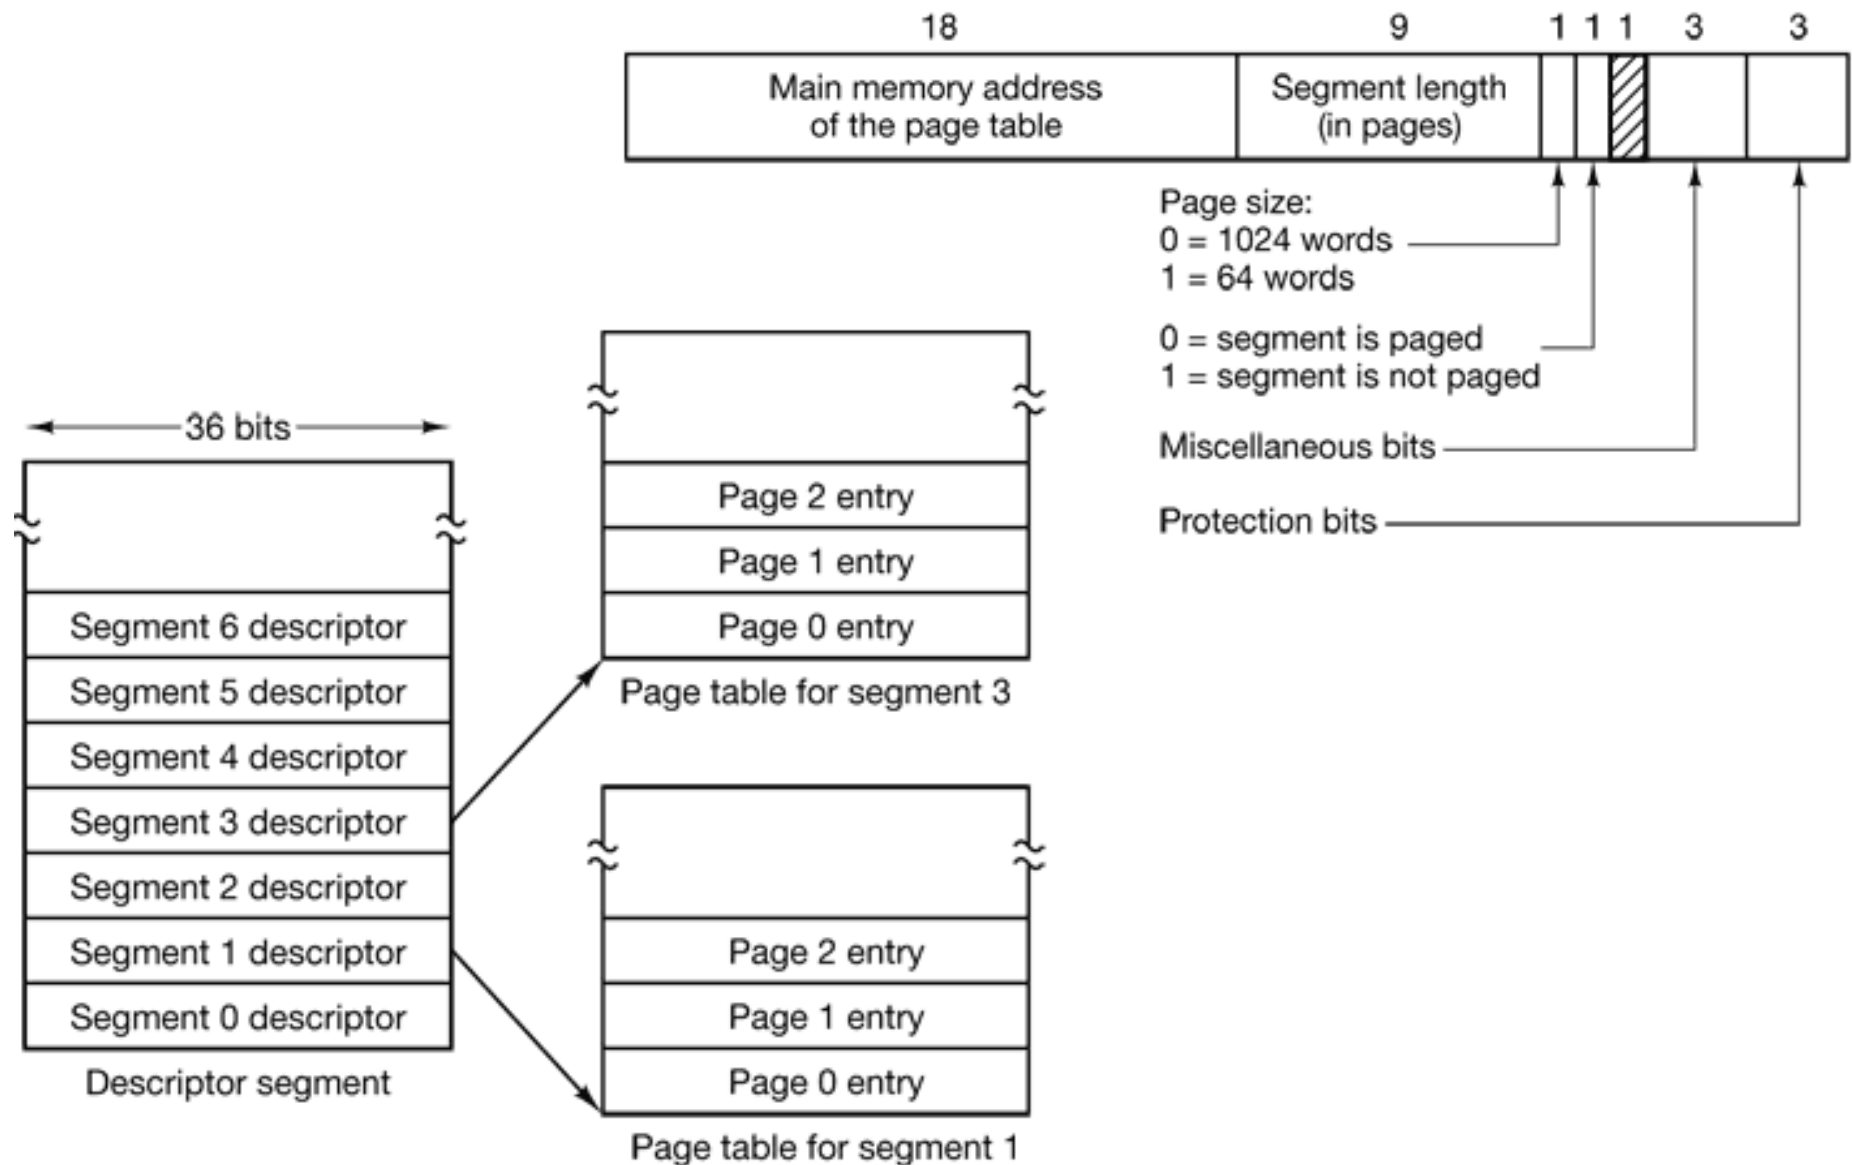 18
9
1
1
1
3
3
Main memory address
of the page table
Segment length
(in pages)
Page size:
0 = 1024 words
1 = 64 words
0 = segment is paged
1 = segment is not paged
Miscellaneous bits
Protection bits
36 bits
Segment 6 descriptor
Segment 5 descriptor
Segment 4 descriptor
Segment 3 descriptor
Segment 2 descriptor
Segment 1 descriptor
Segment 0 descriptor
Descriptor segment
Page 2 entry
Page 1 entry
Page 0 entry
Page table for segment 3
Page 2 entry
Page 1 entry
Page 0 entry
Page table for segment 1